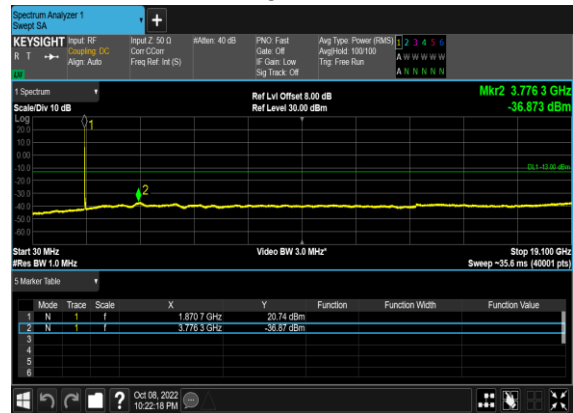 Spectrum Analyzer 1
Swept SA
+
KEYSIGHT Input: RF Input Z: 50 Ω #Atten: 40 dB PNO: Fast Avg Type: Power (RMS) 1 2 3 4 5 6
R T Coupling: DC Corr CCorr Gate: Off Avg|Hold: 100/100 A W W W W W
Align: Auto Freq Ref: Int (S) IF Gain: Low Trig: Free Run
LXI Sig Track: Off A N N N N N
1 Spectrum Ref Lvl Offset 8.00 dB Mkr2 3.776 3 GHz
Scale/Div 10 dB Ref Level 30.00 dBm -36.873 dBm
Log
1
20.0
10.0
0.00
-10.0 DL1 -13.00 dBm
-20.0
-30.0 2
-40.0
-50.0
-60.0
Start 30 MHz Video BW 3.0 MHz* Stop 19.100 GHz
#Res BW 1.0 MHz Sweep ~35.6 ms (40001 pts)
5 Marker Table
Mode Trace Scale X Y Function Function Width Function Value
1 N 1 f 1.870 7 GHz 20.74 dBm
2 N 1 f 3.776 3 GHz -36.87 dBm
3
4
5
6
? Oct 08, 2022
10:22:18 PM